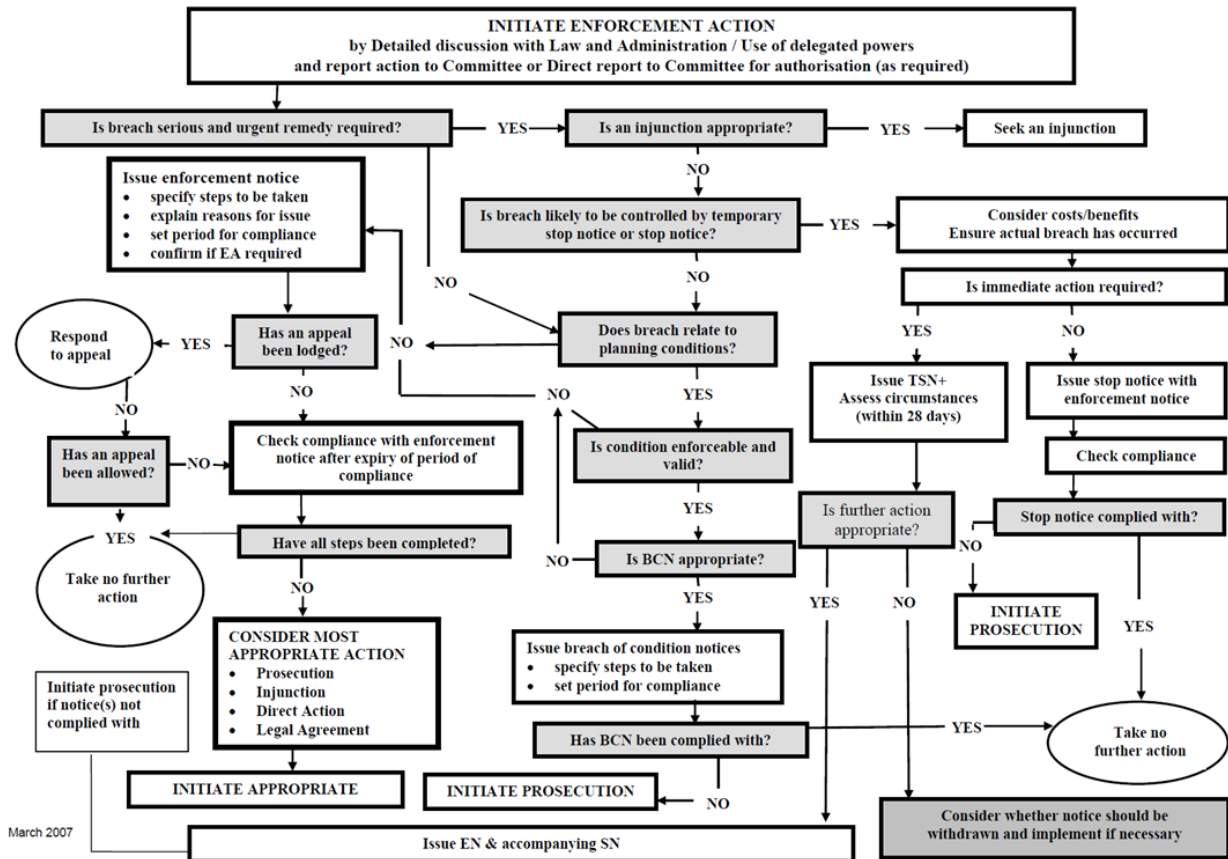 INITIATE ENFORCEMENT ACTION
by Detailed discussion with Law and Administration / Use of delegated powers
and report action to Committee or Direct report to Committee for authorisation (as required)
Is breach serious and urgent remedy required?
YES
Is an injunction appropriate?
YES
Seek an injunction
Issue enforcement notice
• specify steps to be taken
• explain reasons for issue
• set period for compliance
• confirm if EA required
NO
Is breach likely to be controlled by temporary
stop notice or stop notice?
YES
Consider costs/benefits
Ensure actual breach has occurred
NO
NO
Is immediate action required?
Respond
to appeal
YES
Has an appeal
been lodged?
NO
Does breach relate to
planning conditions?
YES
NO
NO
NO
YES
NO
Issue TSN+
Assess circumstances
(within 28 days)
Issue stop notice with
enforcement notice
Has an appeal
been allowed?
NO
Check compliance with enforcement
notice after expiry of period of
compliance
Is condition enforceable and
valid?
Check compliance
YES
YES
Is further action
appropriate?
Stop notice complied with?
Have all steps been completed?
NO
Is BCN appropriate?
NO
Take no further
action
NO
YES
YES
NO
INITIATE
PROSECUTION
YES
CONSIDER MOST
APPROPRIATE ACTION
• Prosecution
• Injunction
• Direct Action
• Legal Agreement
Issue breach of condition notices
• specify steps to be taken
• set period for compliance
Initiate prosecution
if notice(s) not
complied with
Has BCN been complied with?
YES
Take no
further action
INITIATE APPROPRIATE
INITIATE PROSECUTION
NO
Consider whether notice should be
withdrawn and implement if necessary
March 2007
Issue EN & accompanying SN